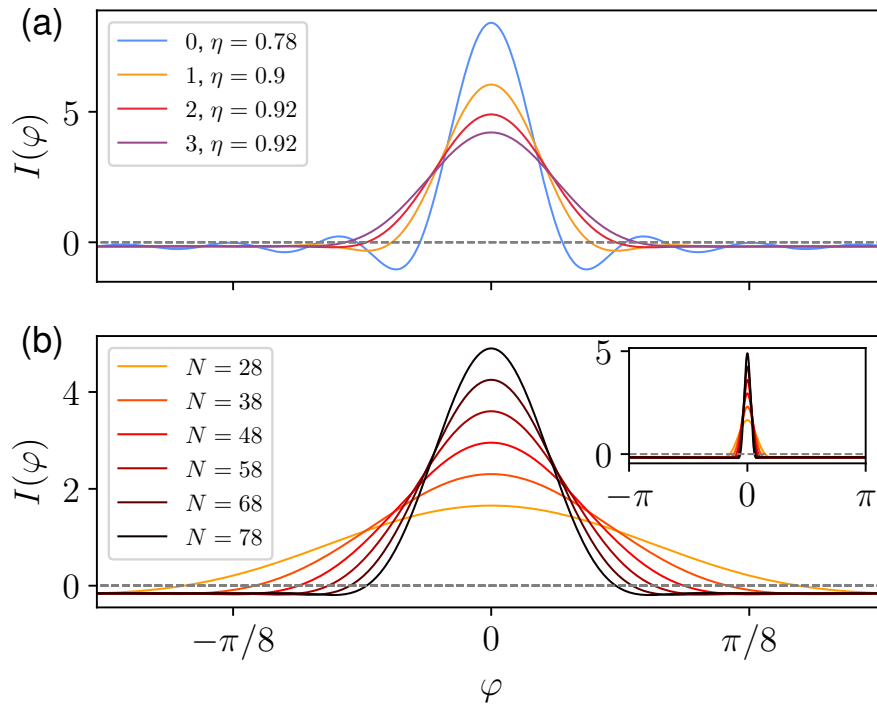 (a)
0, η = 0.78
1, η = 0.9
2, η = 0.92
3, η = 0.92
5
0
I(φ)
(b)
N = 28
N = 38
N = 48
N = 58
N = 68
N = 78
4
2
0
I(φ)
5
0
−π 0 π
−π/8 0 π/8
φ